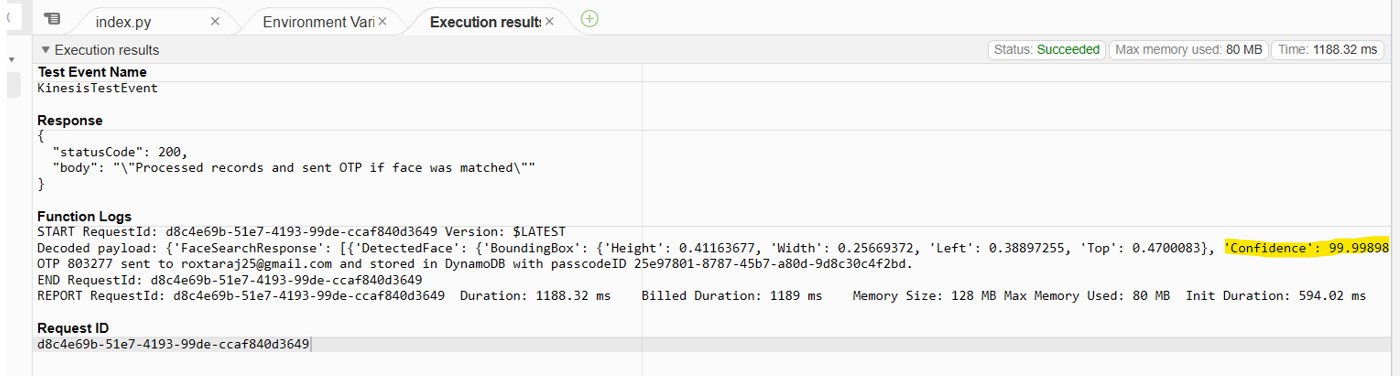 index.py
Environment Vari
Execution results
Execution results
Status: Succeeded
Max memory used: 80 MB
Time: 1188.32 ms
Test Event Name
KinesisTestEvent
Response
{
"statusCode": 200,
"body": "\"Processed records and sent OTP if face was matched\""
}
Function Logs
START RequestId: d8c4e69b-51e7-4193-99de-ccaf840d3649 Version: $LATEST
Decoded payload: {'FaceSearchResponse': [{'DetectedFace': {'BoundingBox': {'Height': 0.41163677, 'Width': 0.25669372, 'Left': 0.38897255, 'Top': 0.4700083}, 'Confidence': 99.99898
OTP 803277 sent to roxtaraj25@gmail.com and stored in DynamoDB with passcodeID 25e97801-8787-45b7-a80d-9d8c30c4f2bd.
END RequestId: d8c4e69b-51e7-4193-99de-ccaf840d3649
REPORT RequestId: d8c4e69b-51e7-4193-99de-ccaf840d3649 Duration: 1188.32 ms Billed Duration: 1189 ms Memory Size: 128 MB Max Memory Used: 80 MB Init Duration: 594.02 ms
Request ID
d8c4e69b-51e7-4193-99de-ccaf840d3649